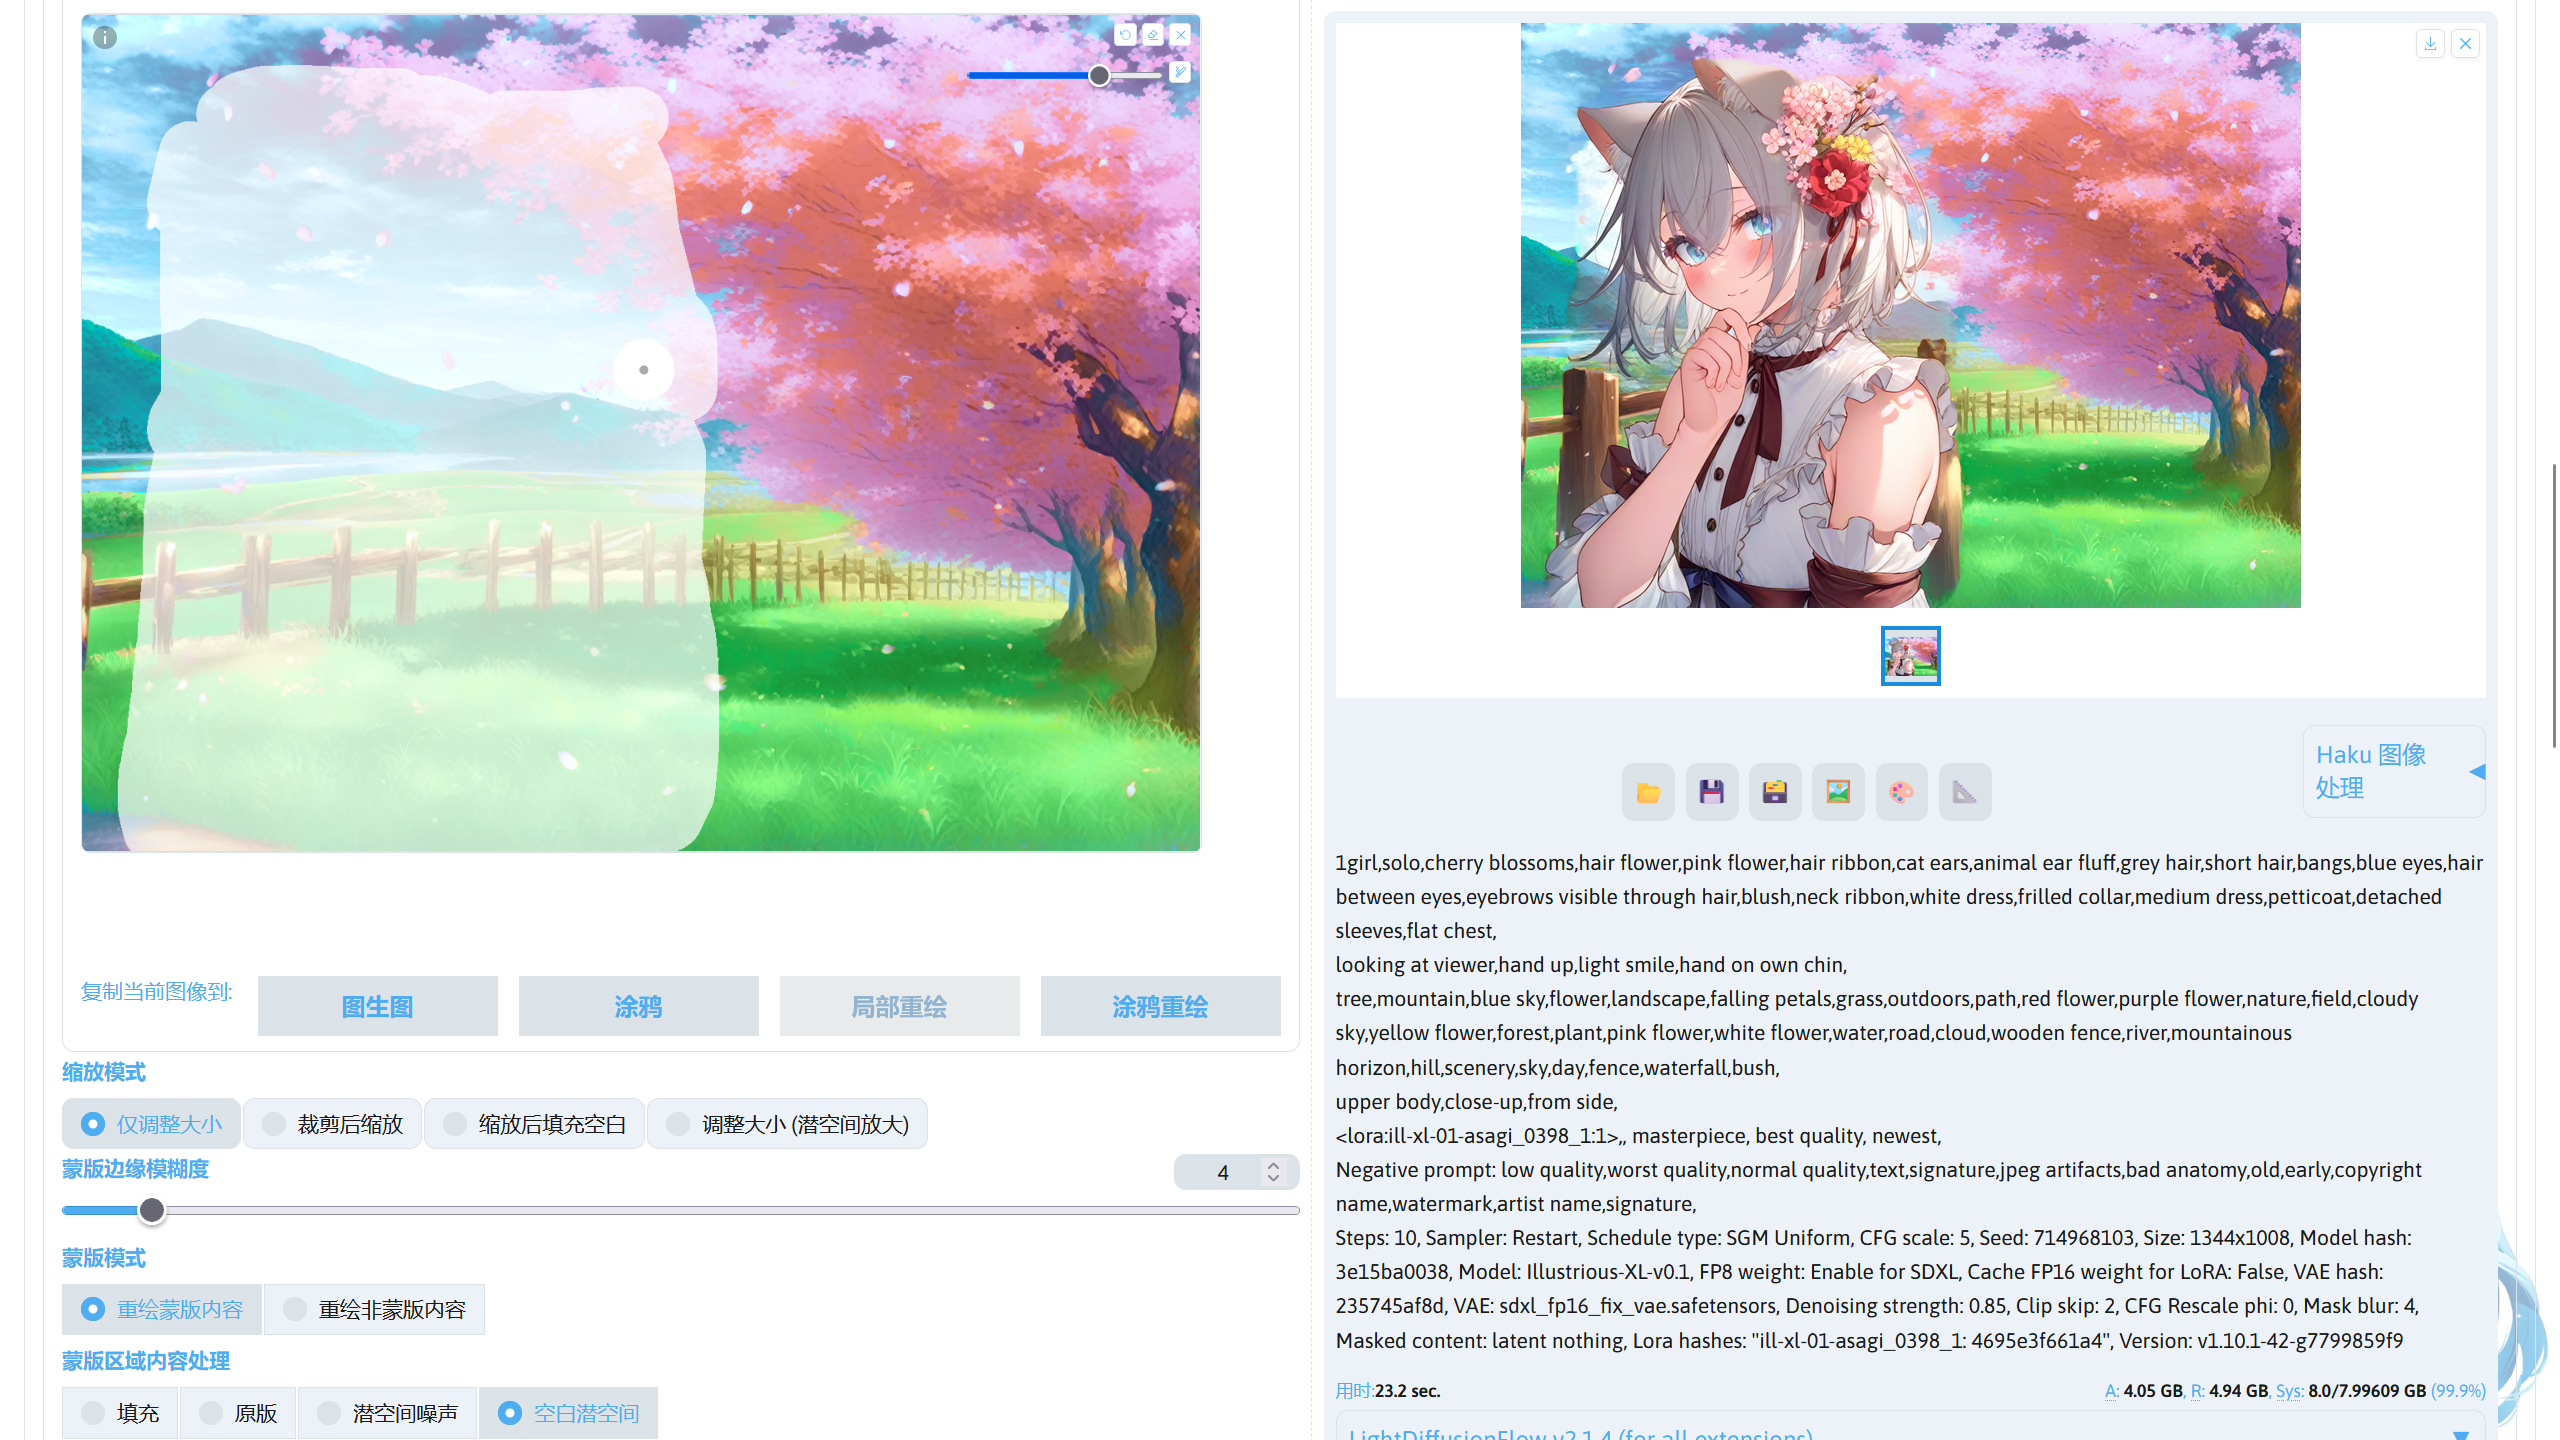 复制当前图像到:
图生图
涂鸦
局部重绘
涂鸦重绘
缩放模式
仅调整大小
裁剪后缩放
缩放后填充空白
调整大小 (潜空间放大)
蒙版边缘模糊度
4
蒙版模式
重绘蒙版内容
重绘非蒙版内容
蒙版区域内容处理
填充
原版
潜空间噪声
空白潜空间
Haku 图像
处理
1girl,solo,cherry blossoms,hair flower,pink flower,hair ribbon,cat ears,animal ear fluff,grey hair,short hair,bangs,blue eyes,hair
between eyes,eyebrows visible through hair,blush,neck ribbon,white dress,frilled collar,medium dress,petticoat,detached
sleeves,flat chest,
looking at viewer,hand up,light smile,hand on own chin,
tree,mountain,blue sky,flower,landscape,falling petals,grass,outdoors,path,red flower,purple flower,nature,field,cloudy
sky,yellow flower,forest,plant,pink flower,white flower,water,road,cloud,wooden fence,river,mountainous
horizon,hill,scenery,sky,day,fence,waterfall,bush,
upper body,close-up,from side,
<lora:ill-xl-01-asagi_0398_1:1>,, masterpiece, best quality, newest,
Negative prompt: low quality,worst quality,normal quality,text,signature,jpeg artifacts,bad anatomy,old,early,copyright
name,watermark,artist name,signature,
Steps: 10, Sampler: Restart, Schedule type: SGM Uniform, CFG scale: 5, Seed: 714968103, Size: 1344x1008, Model hash:
3e15ba0038, Model: Illustrious-XL-v0.1, FP8 weight: Enable for SDXL, Cache FP16 weight for LoRA: False, VAE hash:
235745af8d, VAE: sdxl_fp16_fix_vae.safetensors, Denoising strength: 0.85, Clip skip: 2, CFG Rescale phi: 0, Mask blur: 4,
Masked content: latent nothing, Lora hashes: "ill-xl-01-asagi_0398_1: 4695e3f661a4", Version: v1.10.1-42-g7799859f9
用时:23.2 sec.
A: 4.05 GB, R: 4.94 GB, Sys: 8.0/7.99609 GB (99.9%)
LightDiffusionFlow v2.1.4 (for all extensions)